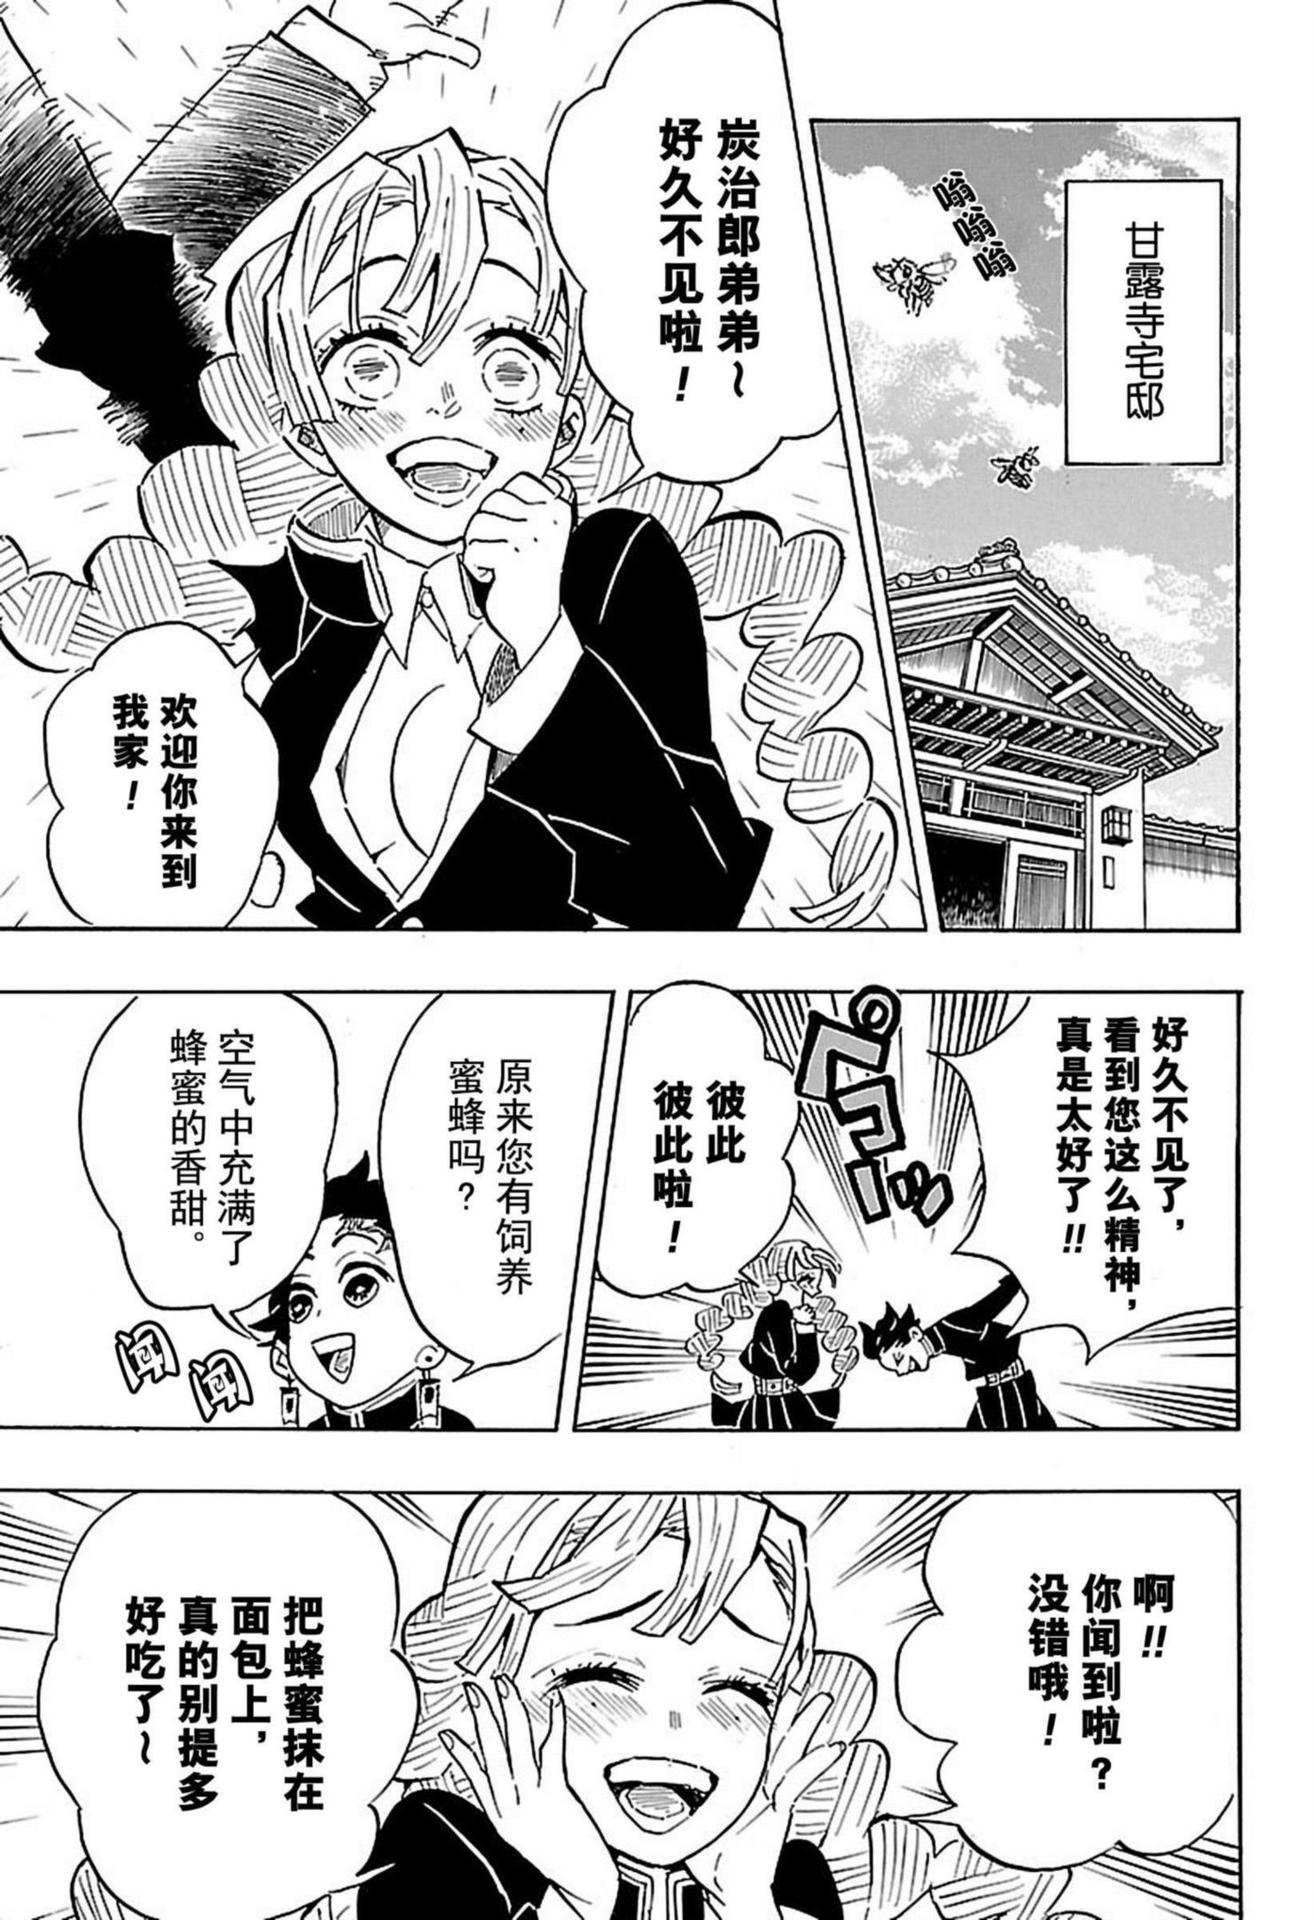 甘露寺宅邸
嗡嗡嗡
炭治郎弟弟~
好久不见啦!
欢迎你来到
我家!
好久不见了,
看到您这么精神,
真是太好了!!
ペコッ
彼此
彼此啦!
原来您有饲养
蜜蜂吗?
空气中充满了
蜂蜜的香甜。
闻
闻
啊!!
你闻到啦?
没错哦!
把蜂蜜抹在
面包上,
真的别提多
好吃了~